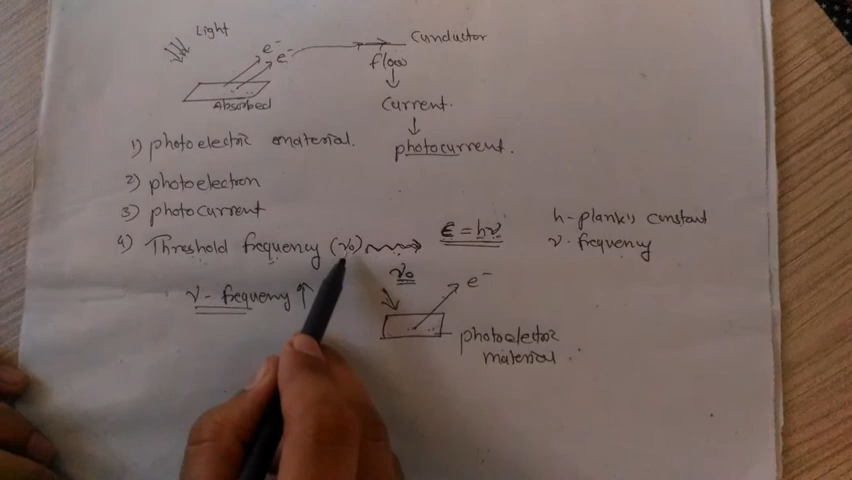 Light
e⁻
e⁻
Conductor
flow
Absorbed
Current.
1) photoelectric material.
photocurrent.
2) photoelectron
3) photocurrent
4) Threshold frequency (ν₀)
E = hν
h - plank's constant
ν - frequency
ν₀
ν - frequency ↑
e⁻
photoelectric
material.